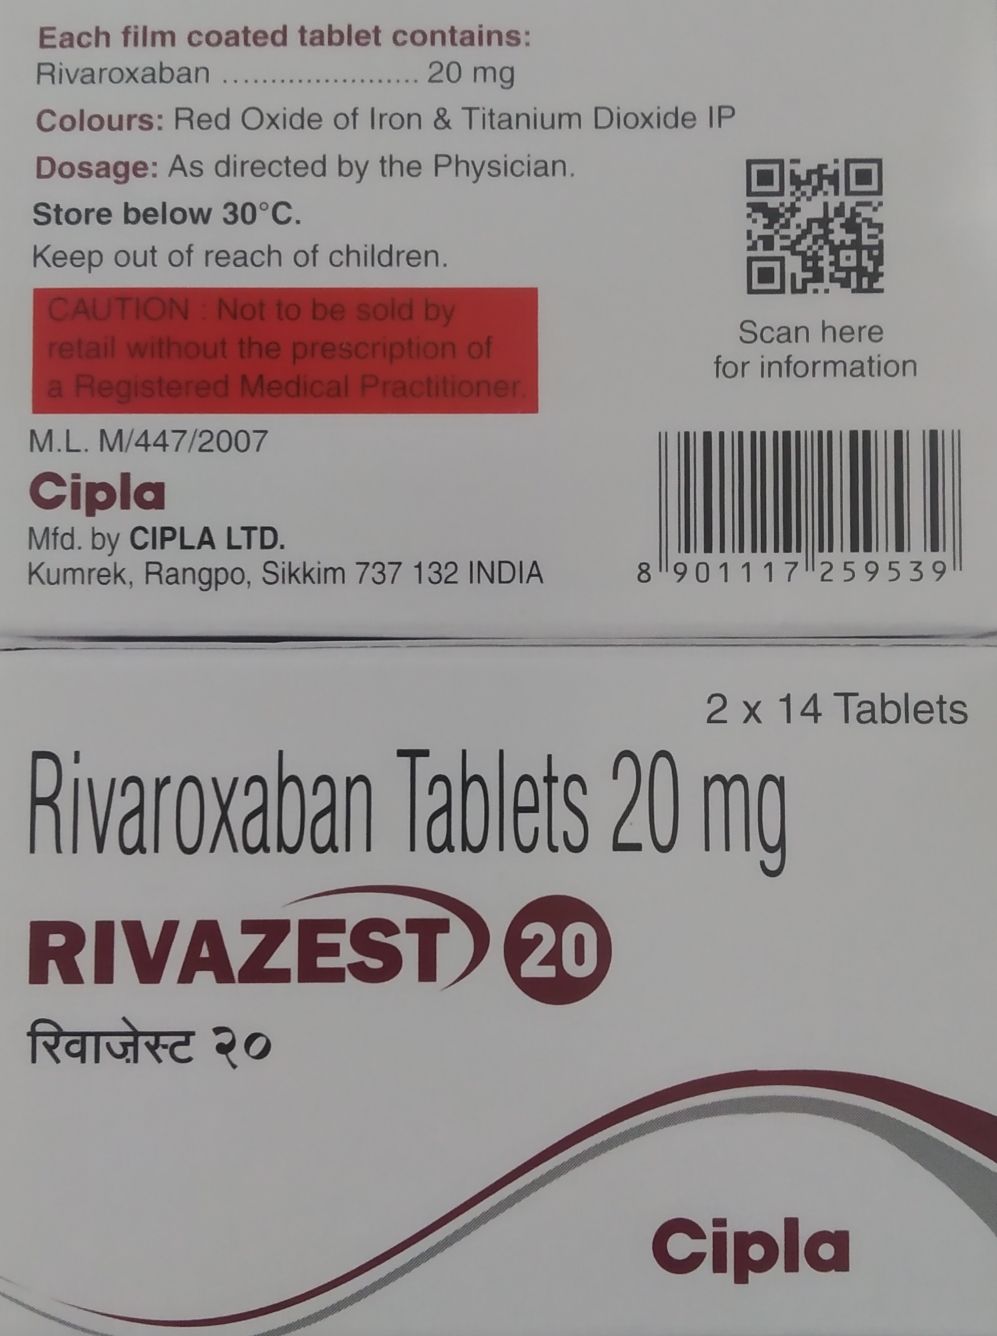 Each film coated tablet contains:
Rivaroxaban ...................... 20 mg
Colours: Red Oxide of Iron & Titanium Dioxide IP
Dosage: As directed by the Physician.
Store below 30°C.
Keep out of reach of children.
CAUTION : Not to be sold by
retail without the prescription of
a Registered Medical Practitioner.
Scan here
for information
M.L. M/447/2007
Cipla
Mfd. by CIPLA LTD.
Kumrek, Rangpo, Sikkim 737 132 INDIA
8 901117 259539
2 x 14 Tablets
Rivaroxaban Tablets 20 mg
RIVAZEST 20
रिवाज़ेस्ट २०
Cipla